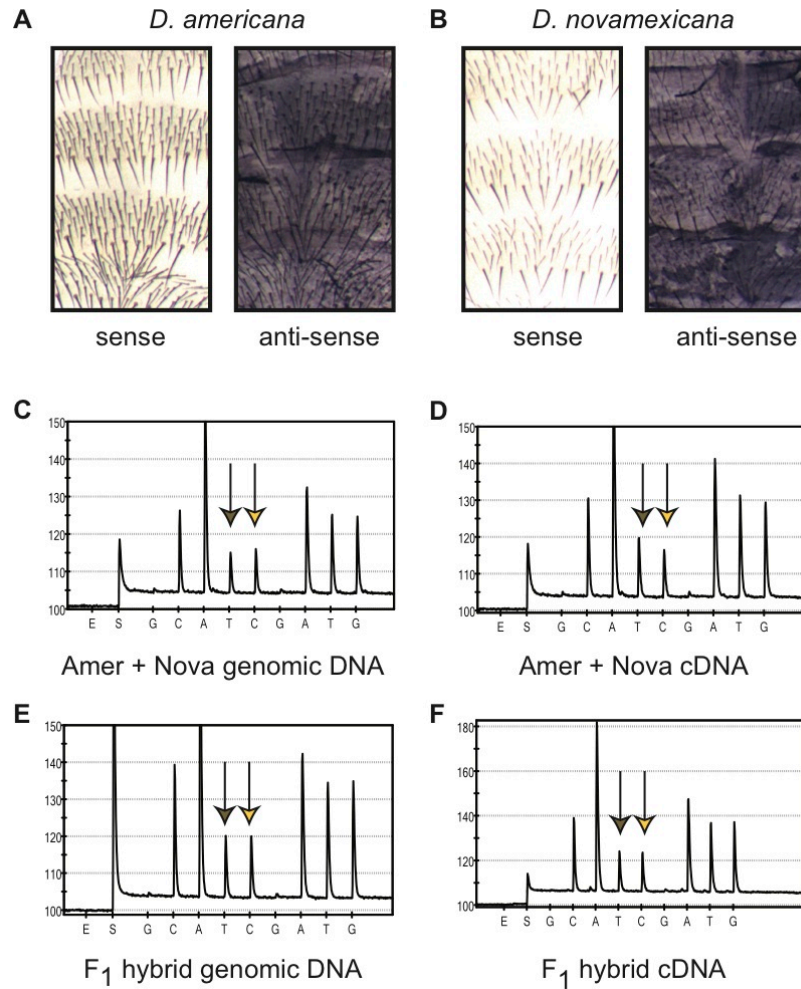 A
D. americana
B
D. novamexicana
sense
anti-sense
sense
anti-sense
C
150
140
130
120
110
100
E S G C A T C G A T G
Amer + Nova genomic DNA
D
150
140
130
120
110
100
E S G C A T C G A T G
Amer + Nova cDNA
E
150
140
130
120
110
100
E S G C A T C G A T G
F1 hybrid genomic DNA
F
180
160
140
120
100
E S G C A T C G A T G
F1 hybrid cDNA